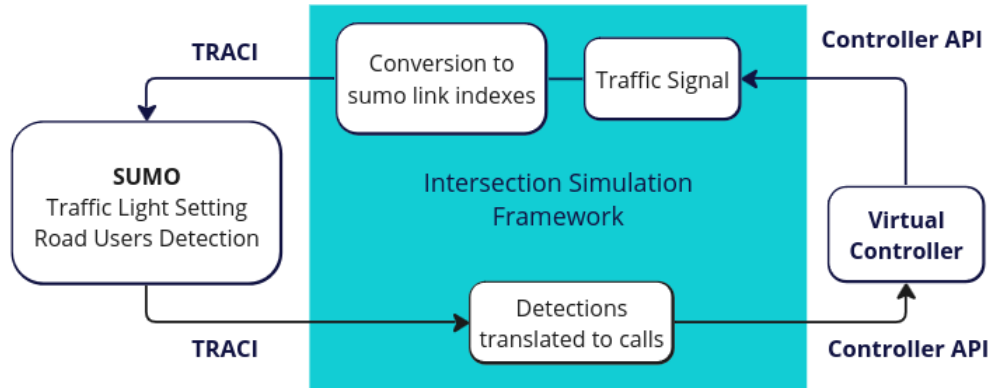 TRACI
Controller API
Conversion to
sumo link indexes
Traffic Signal
SUMO
Traffic Light Setting
Road Users Detection
Intersection Simulation
Framework
Virtual
Controller
Detections
translated to calls
TRACI
Controller API